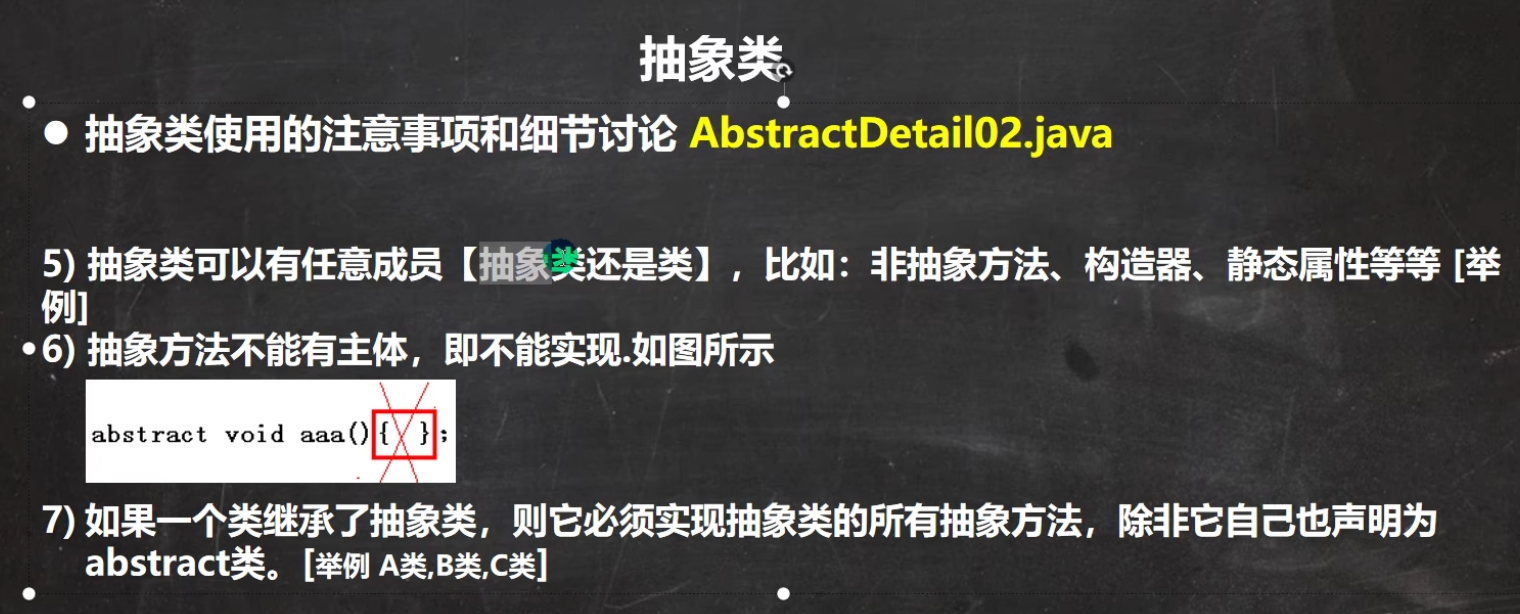 抽象类
● 抽象类使用的注意事项和细节讨论 AbstractDetail02.java
5) 抽象类可以有任意成员【抽象类还是类】，比如：非抽象方法、构造器、静态属性等等 [举
例]
• 6) 抽象方法不能有主体，即不能实现.如图所示
abstract void aaa(){ };
7) 如果一个类继承了抽象类，则它必须实现抽象类的所有抽象方法，除非它自己也声明为
abstract类。[举例 A类,B类,C类]